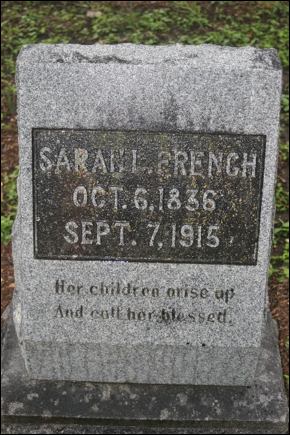 SARAH L. FRENCH
OCT. 6, 1836
SEPT. 7, 1915
Her children arise up
And call her blessed.